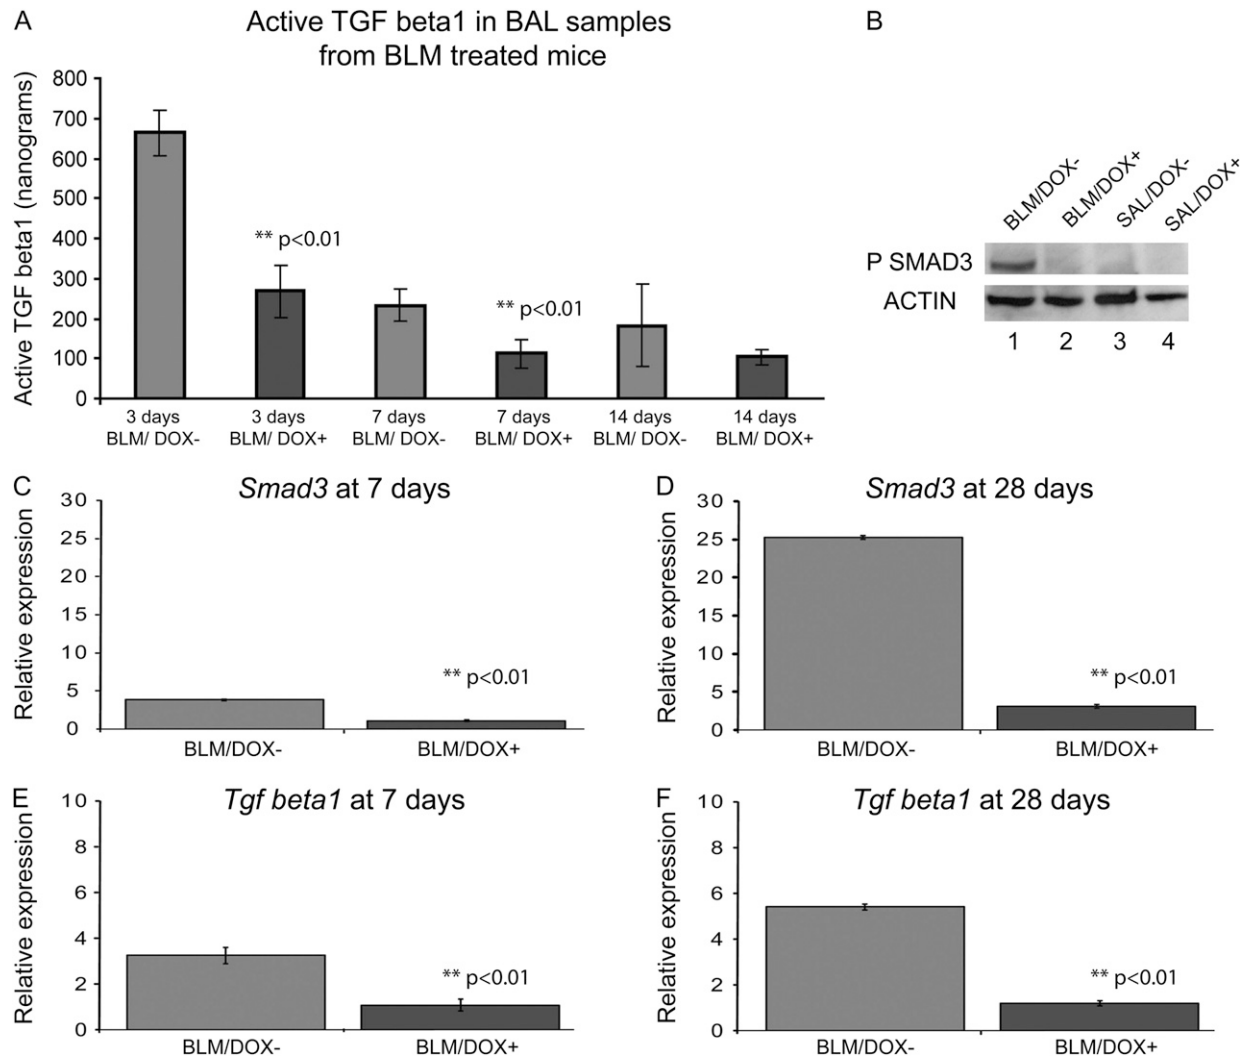 A
Active TGF beta1 in BAL samples
from BLM treated mice
Active TGF beta1 (nanograms)
800
700
600
500
400
300
200
100
0
** p<0.01
** p<0.01
3 days
BLM/ DOX-
3 days
BLM/ DOX+
7 days
BLM/ DOX-
7 days
BLM/ DOX+
14 days
BLM/ DOX-
14 days
BLM/ DOX+
B
BLM/DOX-
BLM/DOX+
SAL/DOX-
SAL/DOX+
P SMAD3
ACTIN
1 2 3 4
C
Smad3 at 7 days
Relative expression
30
25
20
15
10
5
0
** p<0.01
BLM/DOX-
BLM/DOX+
D
Smad3 at 28 days
Relative expression
30
25
20
15
10
5
0
** p<0.01
BLM/DOX-
BLM/DOX+
E
Tgf beta1 at 7 days
Relative expression
10
8
6
4
2
0
** p<0.01
BLM/DOX-
BLM/DOX+
F
Tgf beta1 at 28 days
Relative expression
10
8
6
4
2
0
** p<0.01
BLM/DOX-
BLM/DOX+